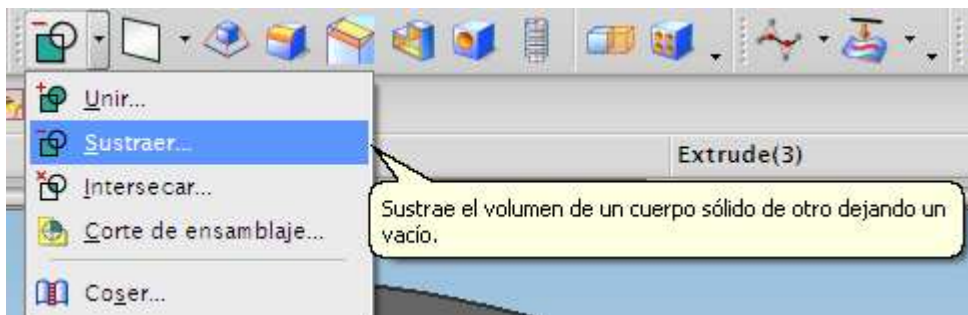 Unir...
Sustraer...
Extrude(3)
Intersecar...
Sustrae el volumen de un cuerpo sólido de otro dejando un
vacío.
Corte de ensamblaje...
Coser...